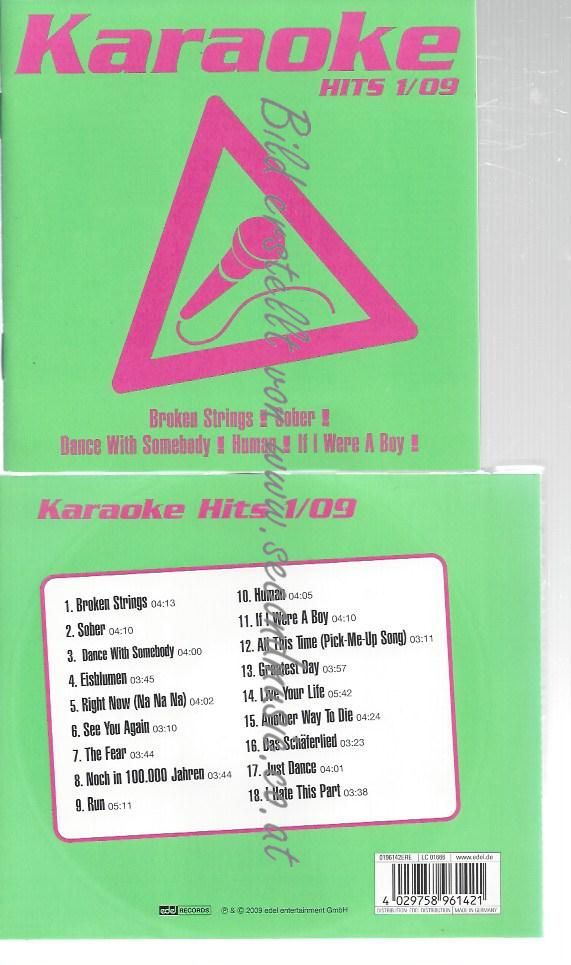 Karaoke
HITS 1/09
Broken Strings !! Sober !!
Dance With Somebody !! Human !! If I Were A Boy !!
Bild erstellt von www.secondhase.co.at
Karaoke Hits 1/09
1. Broken Strings 04:13
2. Sober 04:10
3. Dance With Somebody 04:00
4. Eisblumen 03:45
5. Right Now (Na Na Na) 04:02
6. See You Again 03:10
7. The Fear 03:44
8. Noch in 100.000 Jahren 03:44
9. Run 05:11
10. Human 04:05
11. If I Were A Boy 04:10
12. All This Time (Pick-Me-Up Song) 03:11
13. Greatest Day 03:57
14. Live Your Life 05:42
15. Another Way To Die 04:24
16. Das Schäferlied 03:23
17. Just Dance 04:01
18. I Hate This Part 03:38
0196142ERE LC 01666 www.edel.de
4 029758 961421
DISTRIBUTION: EDEL DISTRIBUTION MADE IN GERMANY
edel RECORDS ℗ & © 2009 edel entertainment GmbH